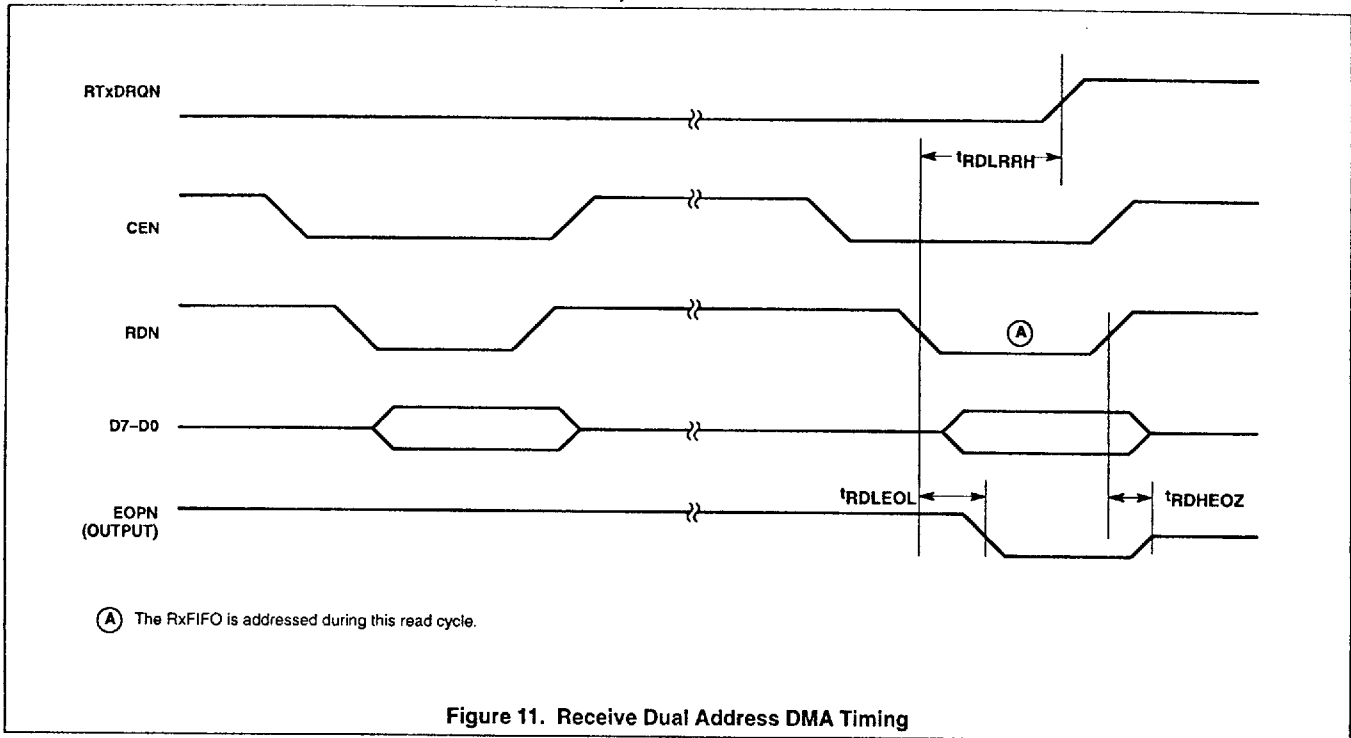 RTxDRQN
tRDLRRH
CEN
RDN
A
D7–D0
tRDLEOL
tRDHEOZ
EOPN
(OUTPUT)
A The RxFIFO is addressed during this read cycle.
Figure 11. Receive Dual Address DMA Timing